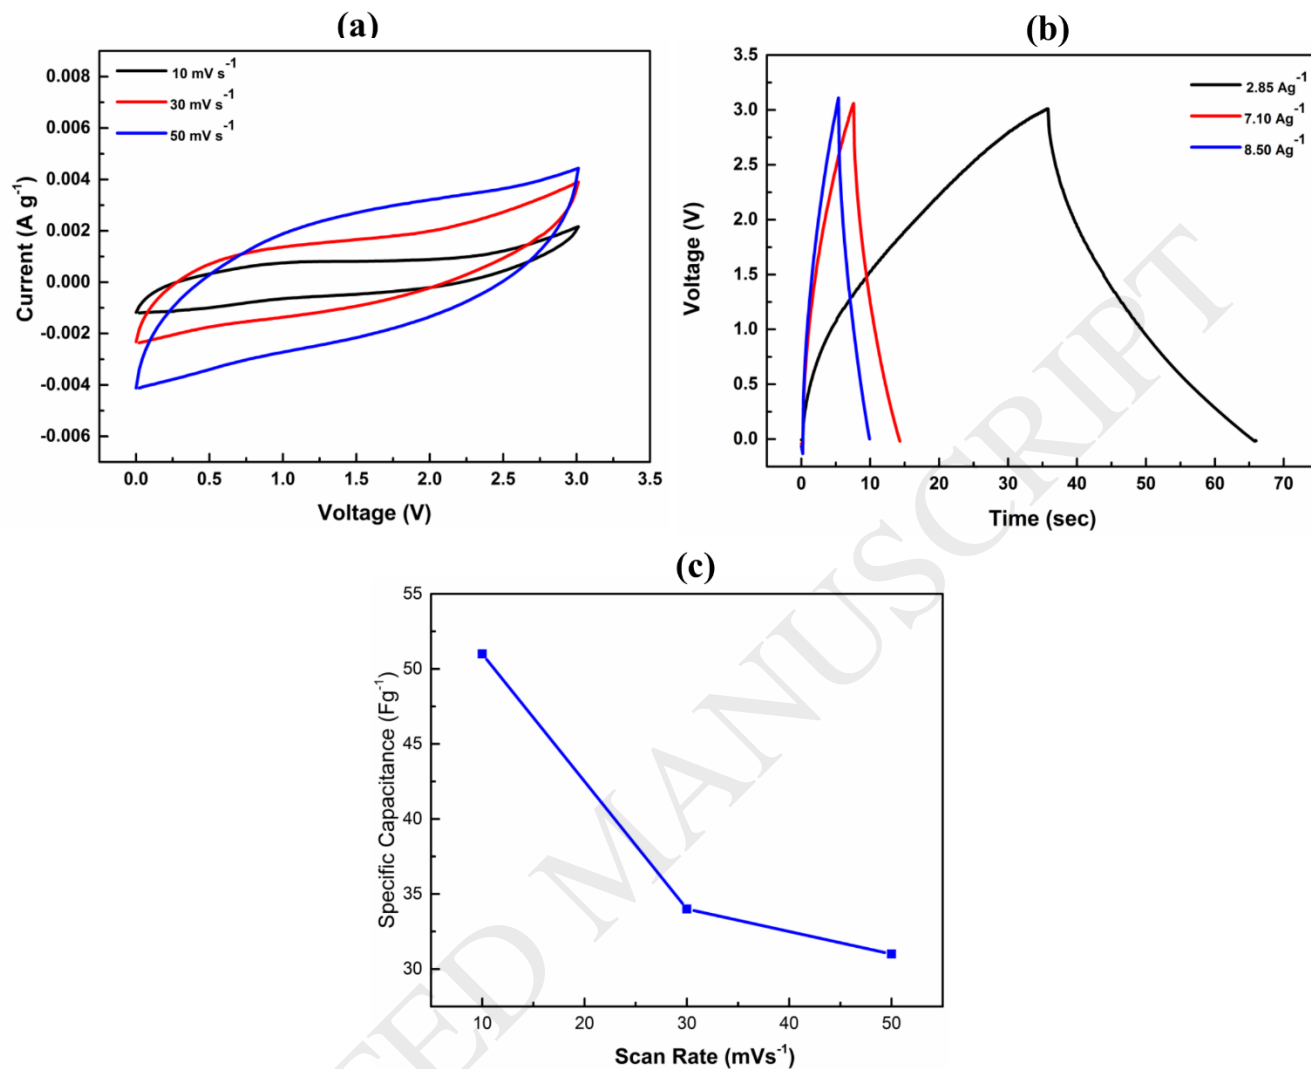 (a)
0.008
0.006
0.004
0.002
0.000
-0.002
-0.004
-0.006
Current (A g⁻¹)
10 mV s⁻¹
30 mV s⁻¹
50 mV s⁻¹
0.0 0.5 1.0 1.5 2.0 2.5 3.0 3.5
Voltage (V)
(b)
3.5
3.0
2.5
2.0
1.5
1.0
0.5
0.0
Voltage (V)
2.85 Ag⁻¹
7.10 Ag⁻¹
8.50 Ag⁻¹
0 10 20 30 40 50 60 70
Time (sec)
(c)
55
50
45
40
35
30
Specific Capacitance (Fg⁻¹)
10 20 30 40 50
Scan Rate (mVs⁻¹)
TED MANUSCRIPT